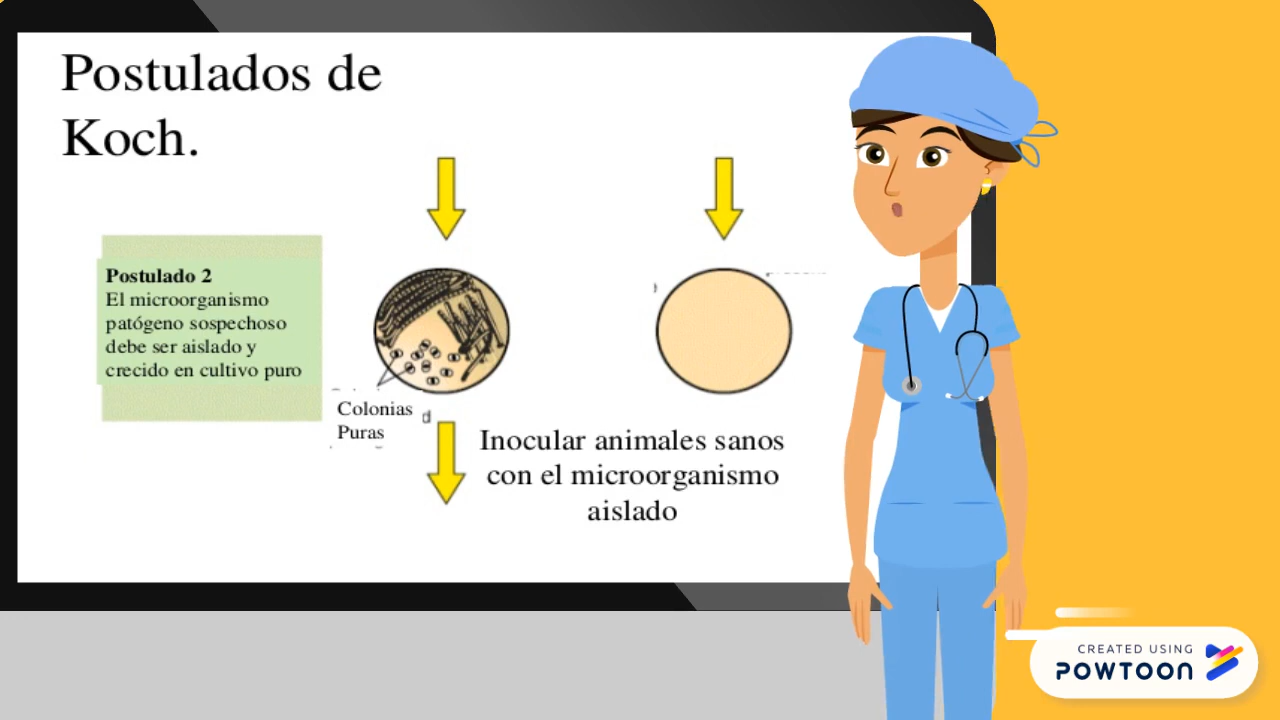 Postulados de
Koch.
Postulado 2
El microorganismo
patógeno sospechoso
debe ser aislado y
crecido en cultivo puro
Colonias
Puras
d
Inocular animales sanos
con el microorganismo
aislado
CREATED USING
POWTOON